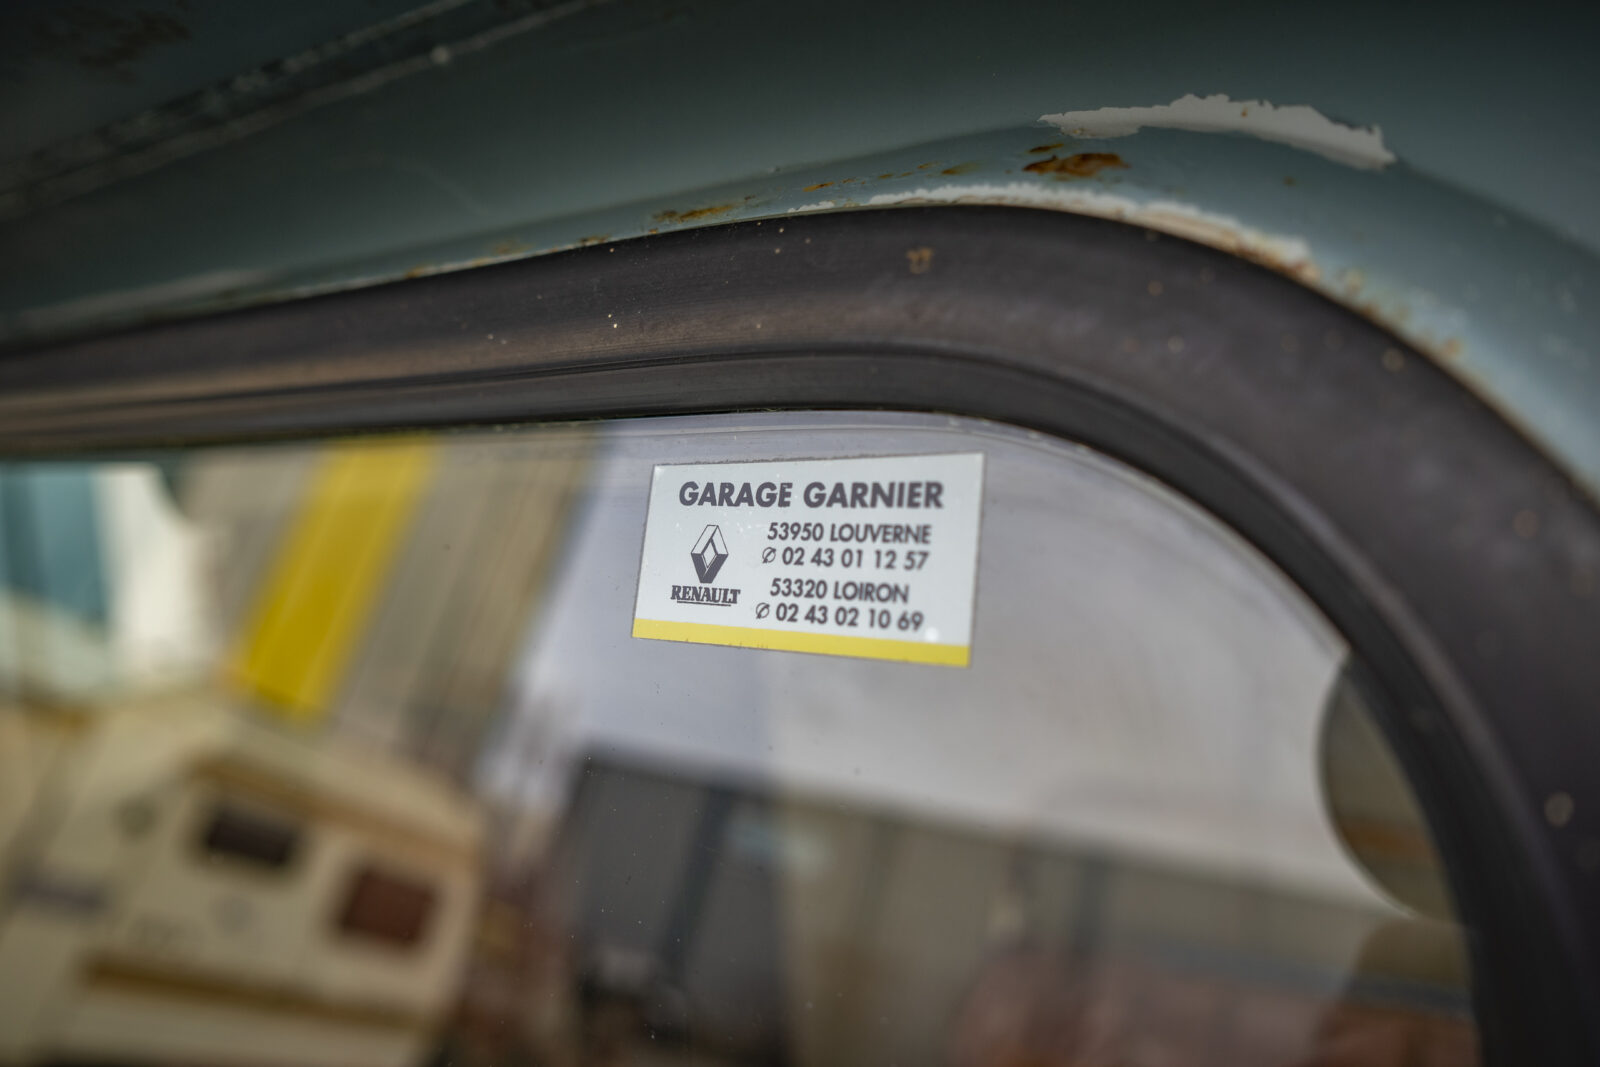 GARAGE GARNIER
53950 LOUVERNE
02 43 01 12 57
53320 LOIRON
02 43 02 10 69
RENAULT